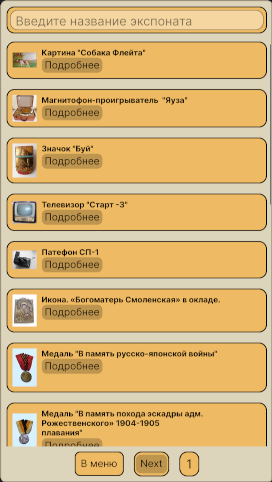 Введите название экспоната
Картина "Собака Флейта"
Подробнее
Магнитофон-проигрыватель "Яуза"
Подробнее
Значок "Буй"
Подробнее
Телевизор "Старт -3"
Подробнее
Патефон СП-1
Подробнее
Икона. «Богоматерь Смоленская» в окладе.
Подробнее
Медаль "В память русско-японской войны"
Подробнее
Медаль "В память похода эскадры адм.
Рожественского» 1904-1905
плавания"
Подробнее
В меню
Next
1